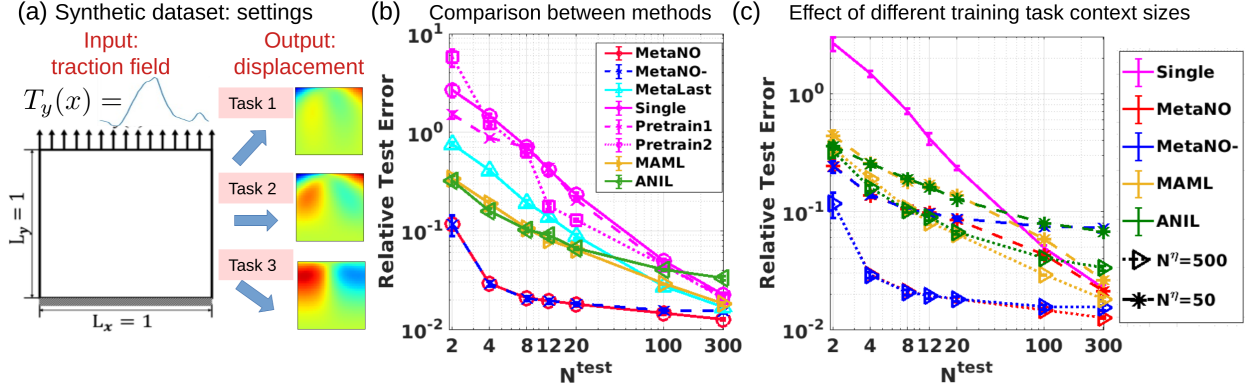 (a) Synthetic dataset: settings
Input:
traction field
Output:
displacement
T_y(x) =
Task 1
Task 2
Task 3
L_y = 1
L_x = 1
(b) Comparison between methods
Relative Test Error
10^1
10^0
10^-1
10^-2
2 4 8 12 20 100 300
N^test
MetaNO
MetaNO-
MetaLast
Single
Pretrain1
Pretrain2
MAML
ANIL
(c) Effect of different training task context sizes
Relative Test Error
10^0
10^-1
10^-2
2 4 8 12 20 100 300
N^test
Single
MetaNO
MetaNO-
MAML
ANIL
N^η=500
N^η=50